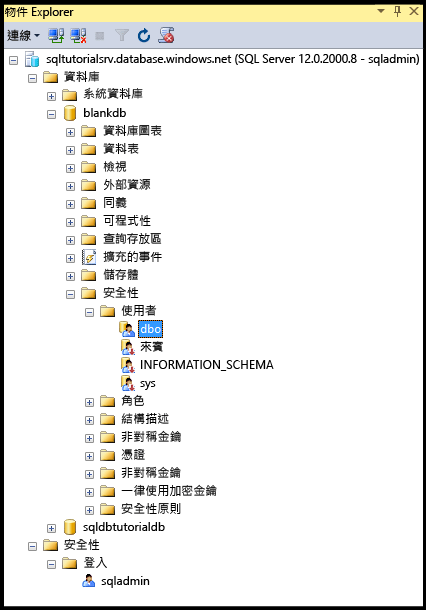 物件 Explorer
連線
sqltutorialsrv.database.windows.net (SQL Server 12.0.2000.8 - sqladmin)
資料庫
系統資料庫
blankdb
資料庫圖表
資料表
檢視
外部資源
同義
可程式性
查詢存放區
擴充的事件
儲存體
安全性
使用者
dbo
來賓
INFORMATION_SCHEMA
sys
角色
結構描述
非對稱金鑰
憑證
非對稱金鑰
一律使用加密金鑰
安全性原則
sqldbtutorialdb
安全性
登入
sqladmin